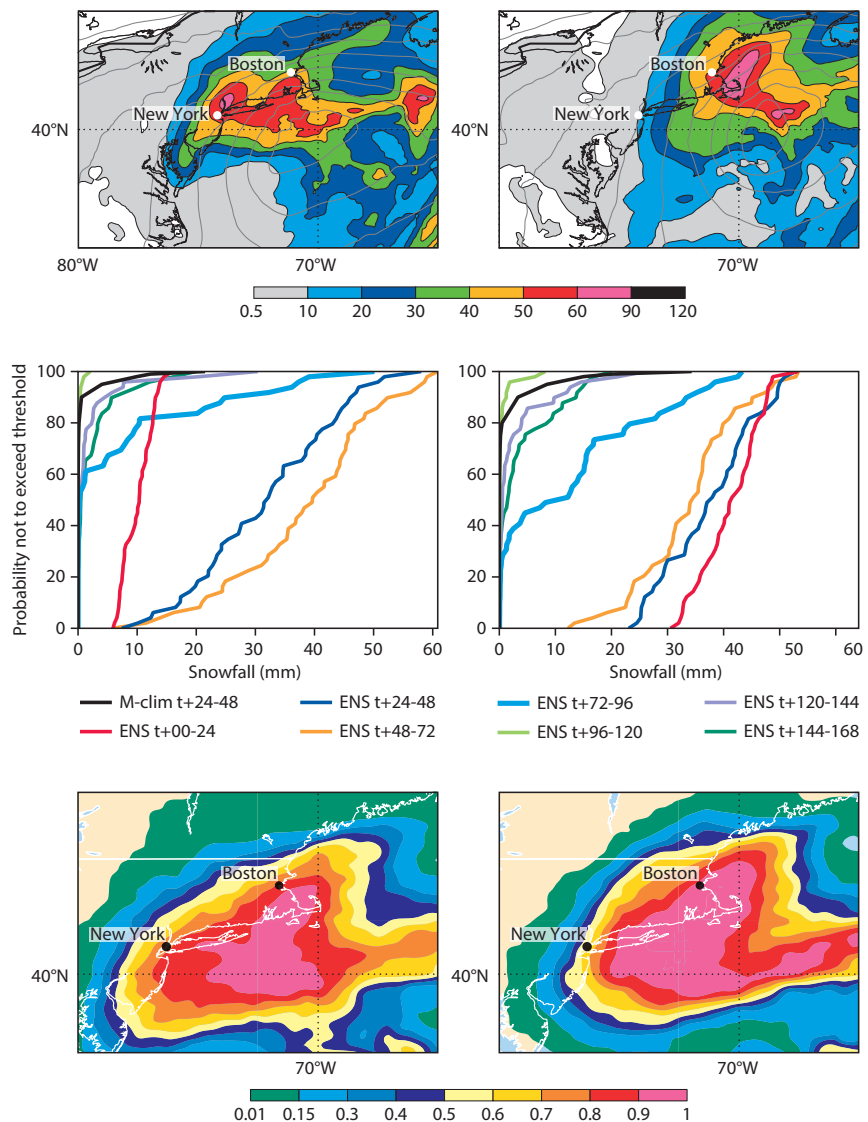 Boston
New York
40°N
80°W
70°W
Boston
New York
70°W
0.5 10 20 30 40 50 60 90 120
Probability not to exceed threshold
100
80
60
40
20
0
0 10 20 30 40 50 60
Snowfall (mm)
100
80
60
40
20
0
0 10 20 30 40 50 60
Snowfall (mm)
M-clim t+24-48
ENS t+24-48
ENS t+72-96
ENS t+120-144
ENS t+00-24
ENS t+48-72
ENS t+96-120
ENS t+144-168
Boston
New York
40°N
70°W
Boston
New York
70°W
0.01 0.15 0.3 0.4 0.5 0.6 0.7 0.8 0.9 1